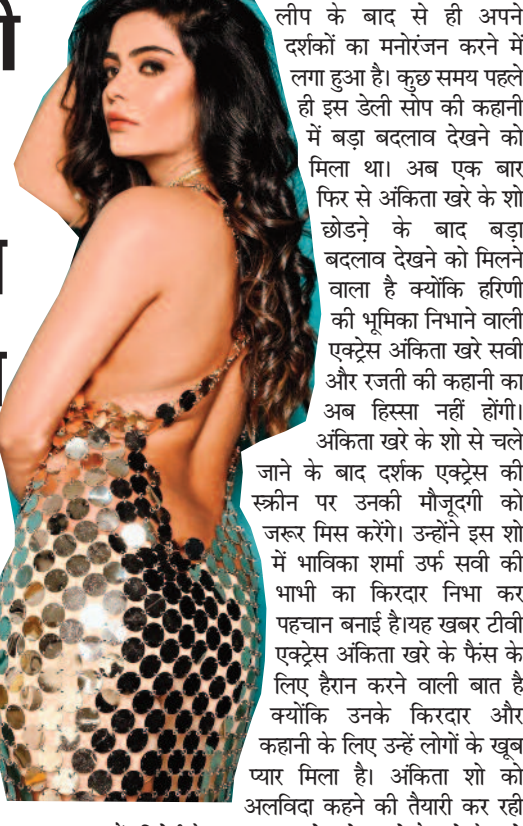 लीप के बाद से ही अपने
दर्शकों का मनोरंजन करने में
लगा हुआ है। कुछ समय पहले
ही इस डेली सोप की कहानी
में बड़ा बदलाव देखने को
मिला था। अब एक बार
फिर से अंकिता खरे के शो
छोडऩे के बाद बड़ा
बदलाव देखने को मिलने
वाला है क्योंकि हरिणी
की भूमिका निभाने वाली
एक्ट्रेस अंकिता खरे सवी
और रजती की कहानी का
अब हिस्सा नहीं होंगी।
अंकिता खरे के शो से चले
जाने के बाद दर्शक एक्ट्रेस की
स्क्रीन पर उनकी मौजूदगी को
जरूर मिस करेंगे। उन्होंने इस शो
में भाविका शर्मा उर्फ सवी की
भाभी का किरदार निभा कर
पहचान बनाई है।यह खबर टीवी
एक्ट्रेस अंकिता खरे के फैंस के
लिए हैरान करने वाली बात है
क्योंकि उनके किरदार और
कहानी के लिए उन्हें लोगों के खूब
प्यार मिला है। अंकिता शो को
अलविदा कहने की तैयारी कर रही